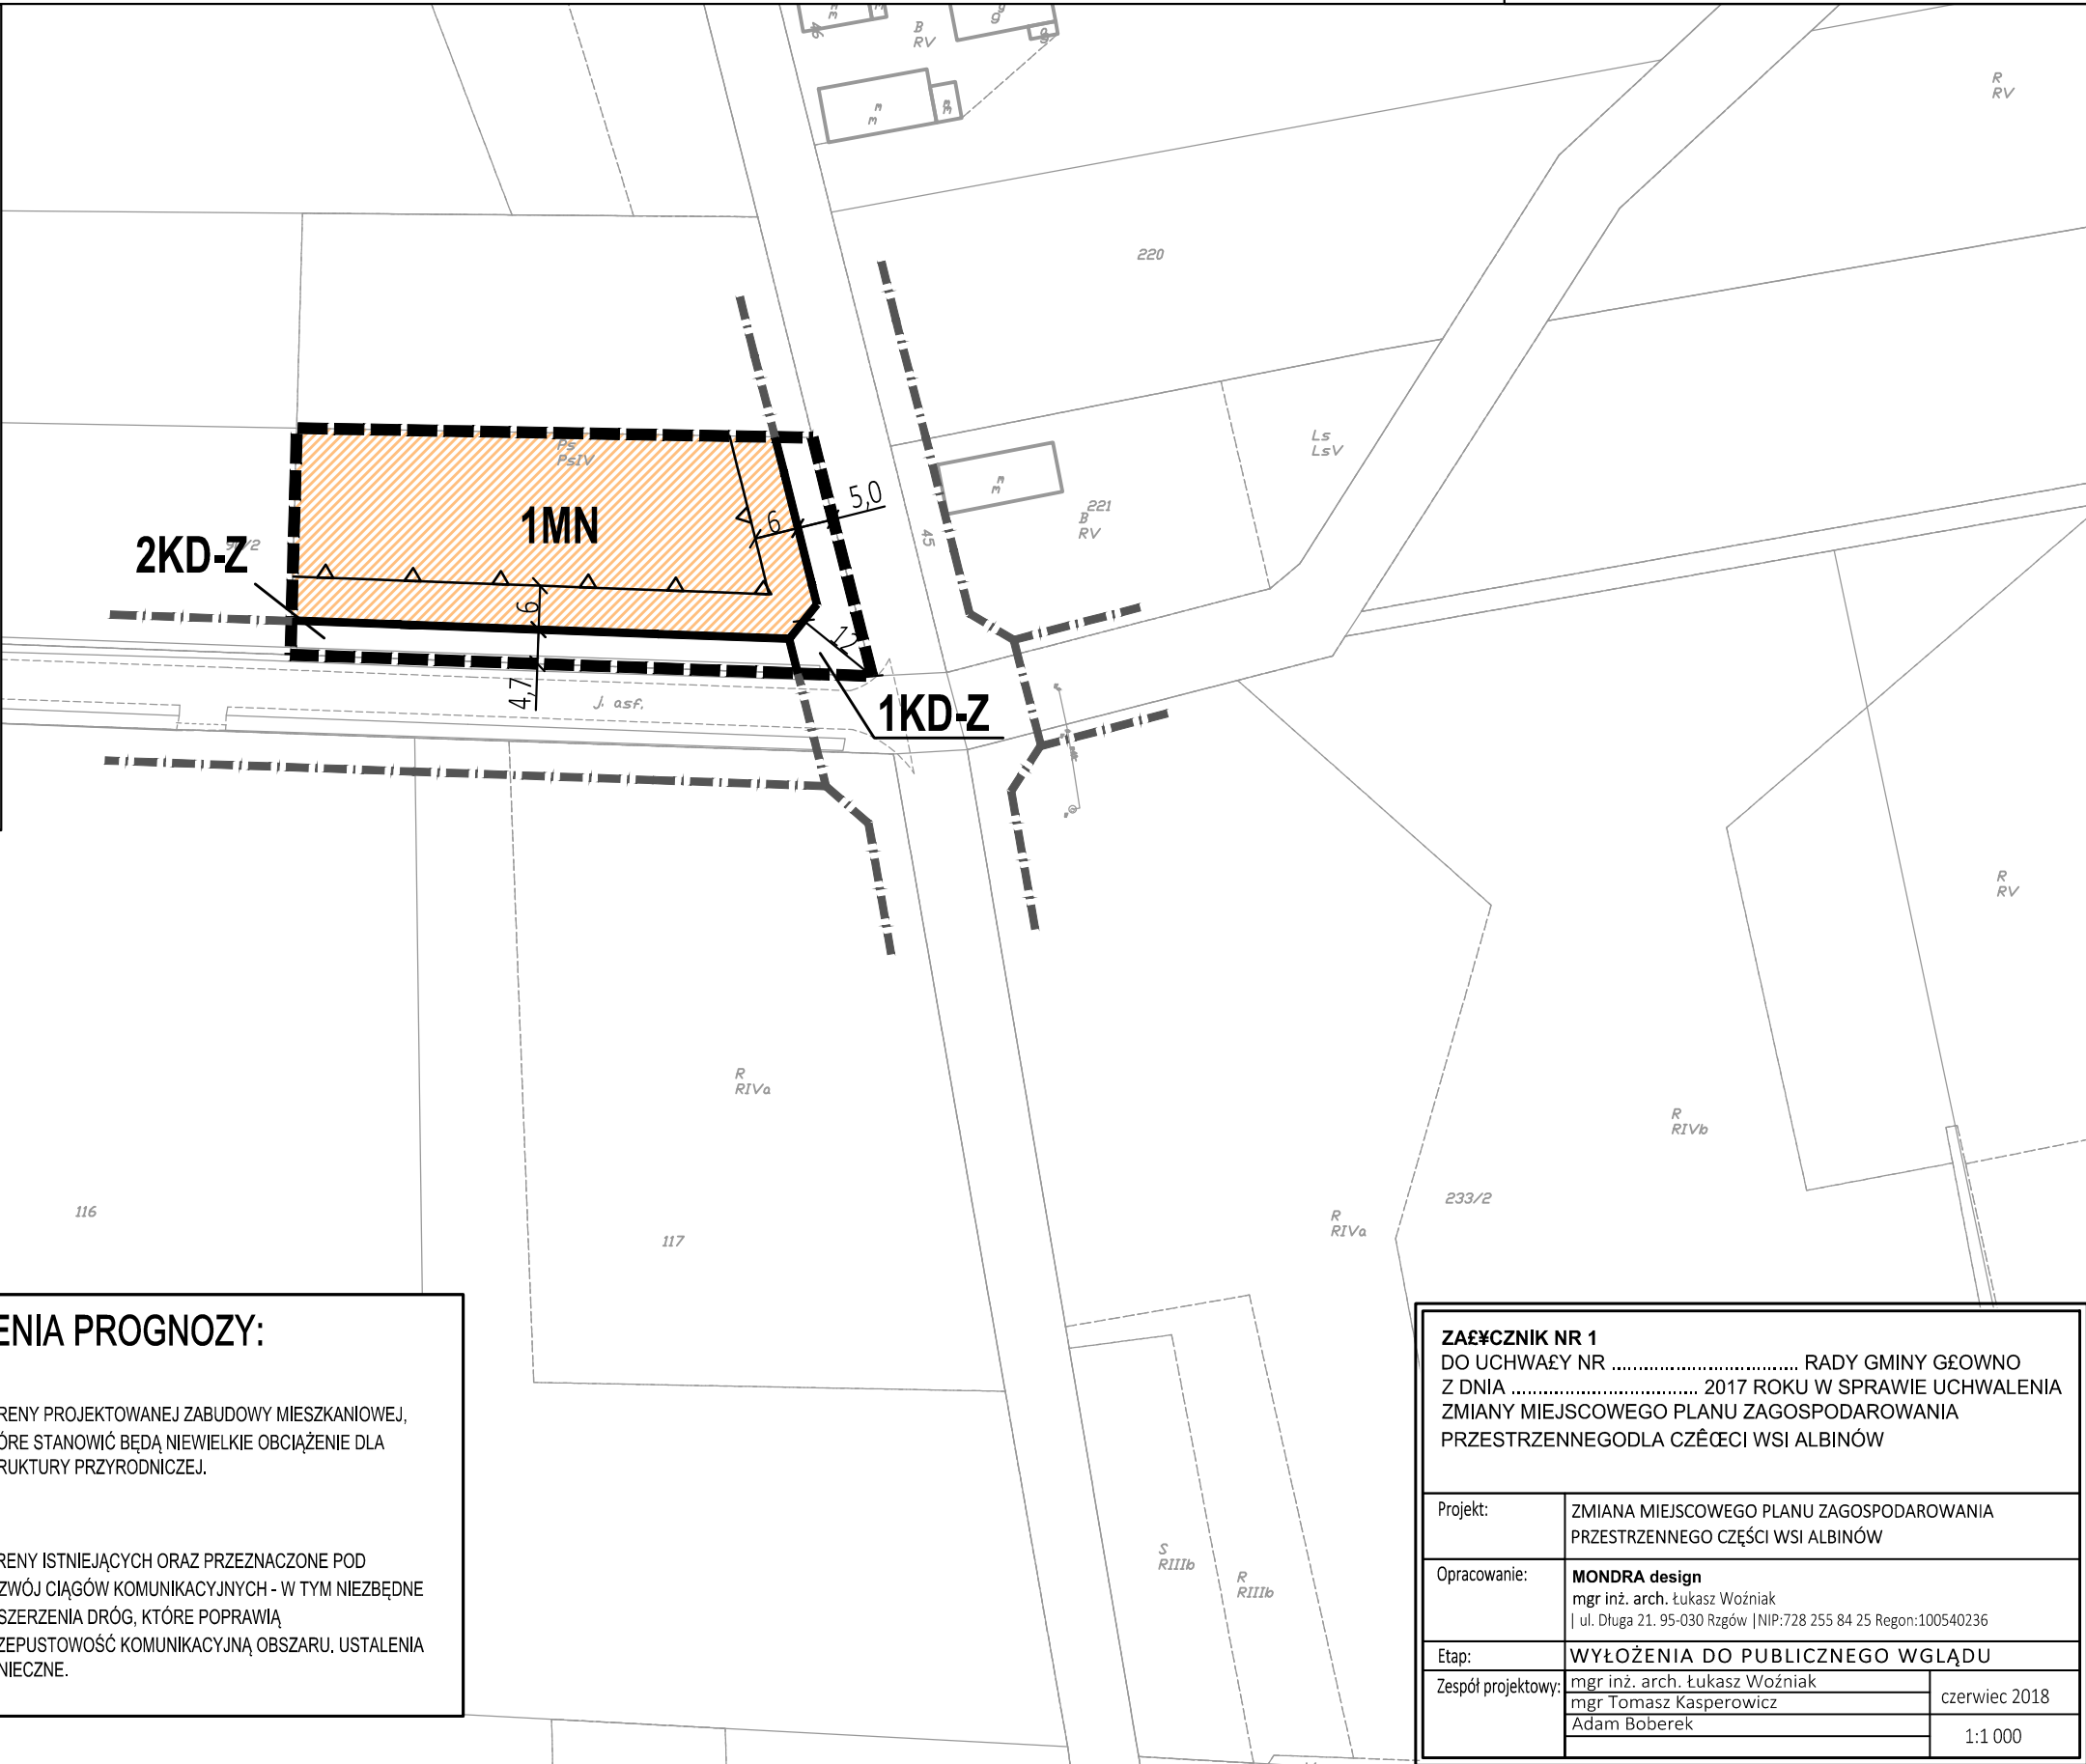 m
46
B
RV
g
g
m
m
g
m
R
RV
220
Ps
PsIV
1MN
2KD-Z
6
5,0
45
m
m
221
B
RV
Ls
LsV
6
12
4,7
j. asf.
1KD-Z
R
RV
R
RIVa
R
RIVb
116
117
R
RIVa
233/2
S
RIIIb
R
RIIIb
ENIA PROGNOZY:
RENY PROJEKTOWANEJ ZABUDOWY MIESZKANIOWEJ,
ÓRE STANOWIĆ BĘDĄ NIEWIELKIE OBCIĄŻENIE DLA
RUKTURY PRZYRODNICZEJ.
RENY ISTNIEJĄCYCH ORAZ PRZEZNACZONE POD
ZWÓJ CIĄGÓW KOMUNIKACYJNYCH - W TYM NIEZBĘDNE
SZERZENIA DRÓG, KTÓRE POPRAWIĄ
ZEPUSTOWOŚĆ KOMUNIKACYJNĄ OBSZARU. USTALENIA
NIECZNE.
ZA£¥CZNIK NR 1
DO UCHWA£Y NR ................................ RADY GMINY G£OWNO
Z DNIA ................................ 2017 ROKU W SPRAWIE UCHWALENIA
ZMIANY MIEJSCOWEGO PLANU ZAGOSPODAROWANIA
PRZESTRZENNEGODLA CZÊŒCI WSI ALBINÓW
Projekt: ZMIANA MIEJSCOWEGO PLANU ZAGOSPODAROWANIA
PRZESTRZENNEGO CZĘŚCI WSI ALBINÓW
Opracowanie: MONDRA design
mgr inż. arch. Łukasz Woźniak
| ul. Długa 21. 95-030 Rzgów |NIP:728 255 84 25 Regon:100540236
Etap: WYŁOŻENIA DO PUBLICZNEGO WGLĄDU
Zespół projektowy: mgr inż. arch. Łukasz Woźniak
mgr Tomasz Kasperowicz
Adam Boberek
czerwiec 2018
1:1 000